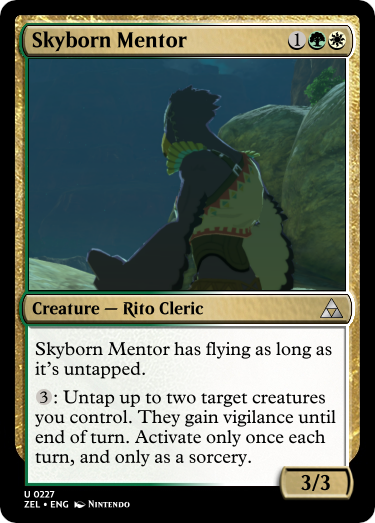 Skyborn Mentor 1
Creature — Rito Cleric
Skyborn Mentor has flying as long as
it's untapped.
3: Untap up to two target creatures
you control. They gain vigilance until
end of turn. Activate only once each
turn, and only as a sorcery.
3/3
U 0227
ZEL • ENG Nintendo